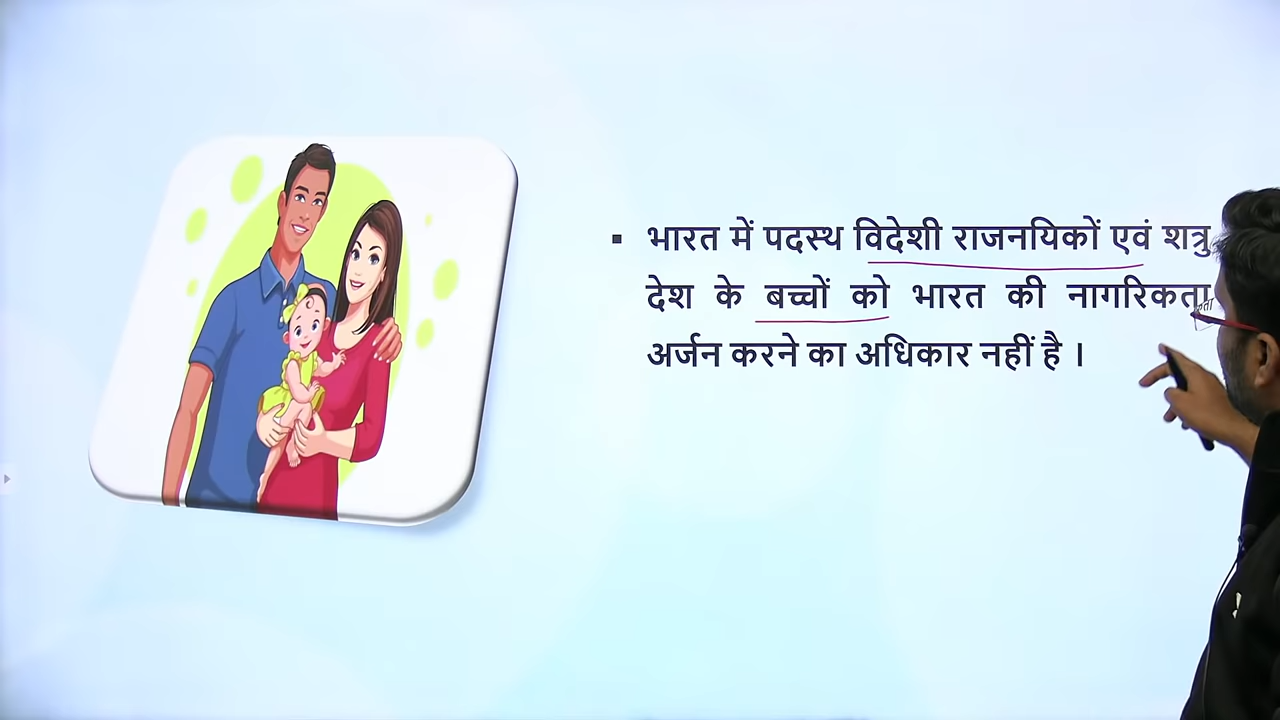 भारत में पदस्थ विदेशी राजनयिकों एवं शत्रु
देश के बच्चों को भारत की नागरिकता
अर्जन करने का अधिकार नहीं है ।